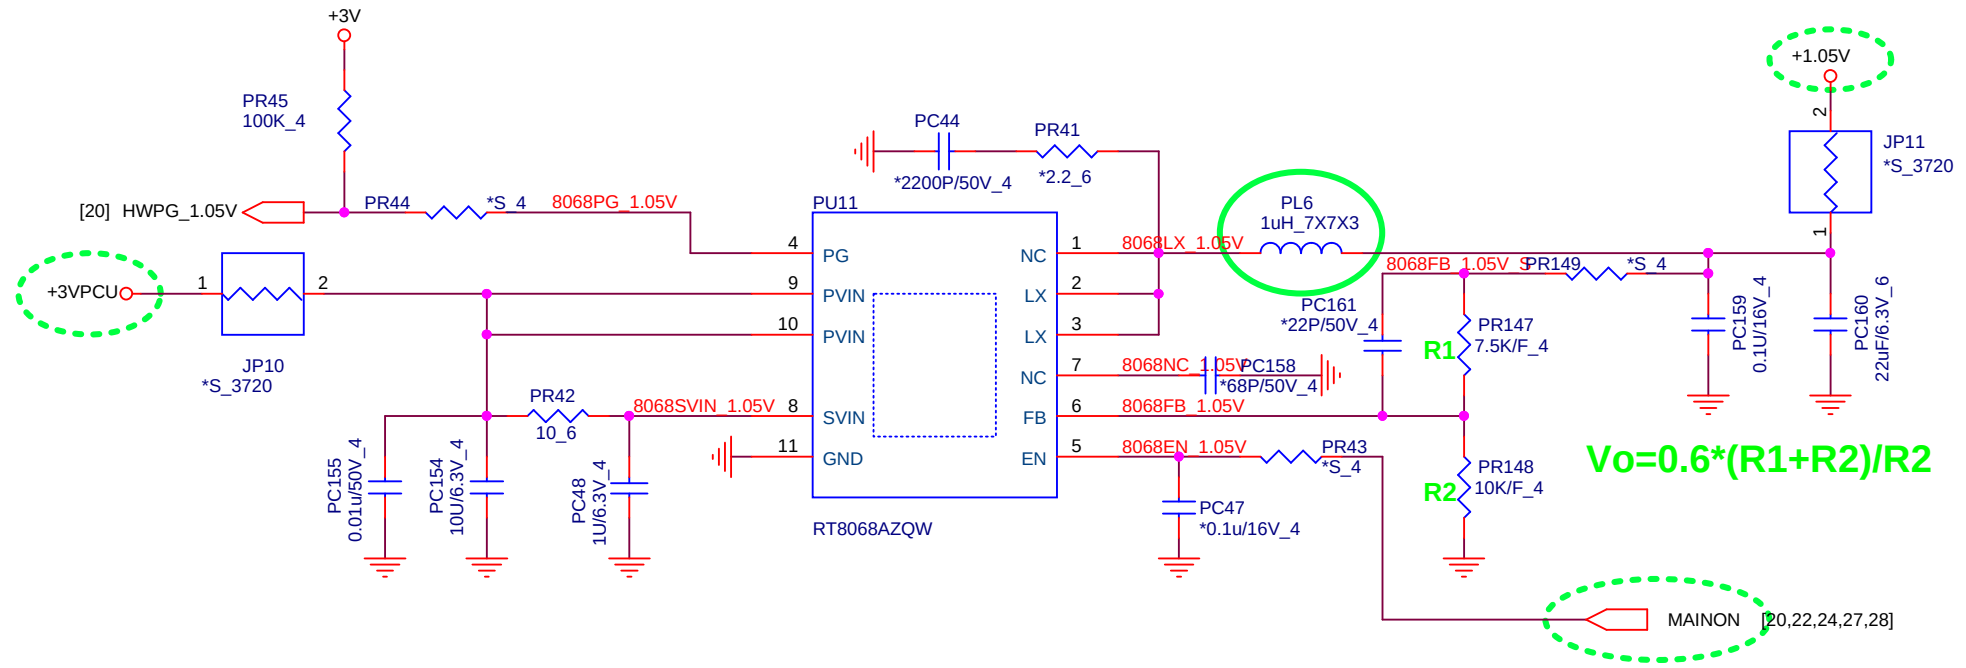 +3V
PR45
100K_4
[20] HWPG_1.05V
PR44
*S_4
8068PG_1.05V
+3VPCU
1
2
JP10
*S_3720
PR42
10_6
8068SVIN_1.05V
PC155
0.01u/50V_4
PC154
10U/6.3V_4
PC48
1U/6.3V_4
PC44
*2200P/50V_4
PR41
*2.2_6
PU11
4
PG
9
PVIN
10
PVIN
8
SVIN
11
GND
NC
1
LX
2
LX
3
NC
7
FB
6
EN
5
RT8068AZQW
8068LX_1.05V
PL6
1uH_7X7X3
8068FB_1.05V_S
PR149
*S_4
PC161
*22P/50V_4
8068NC_1.05V
PC158
*68P/50V_4
8068FB_1.05V
8068EN_1.05V
PR43
*S_4
PC47
*0.1u/16V_4
R1
PR147
7.5K/F_4
R2
PR148
10K/F_4
PC159
0.1U/16V_4
PC160
22uF/6.3V_6
+1.05V
2
JP11
*S_3720
1
Vo=0.6*(R1+R2)/R2
MAINON [20,22,24,27,28]